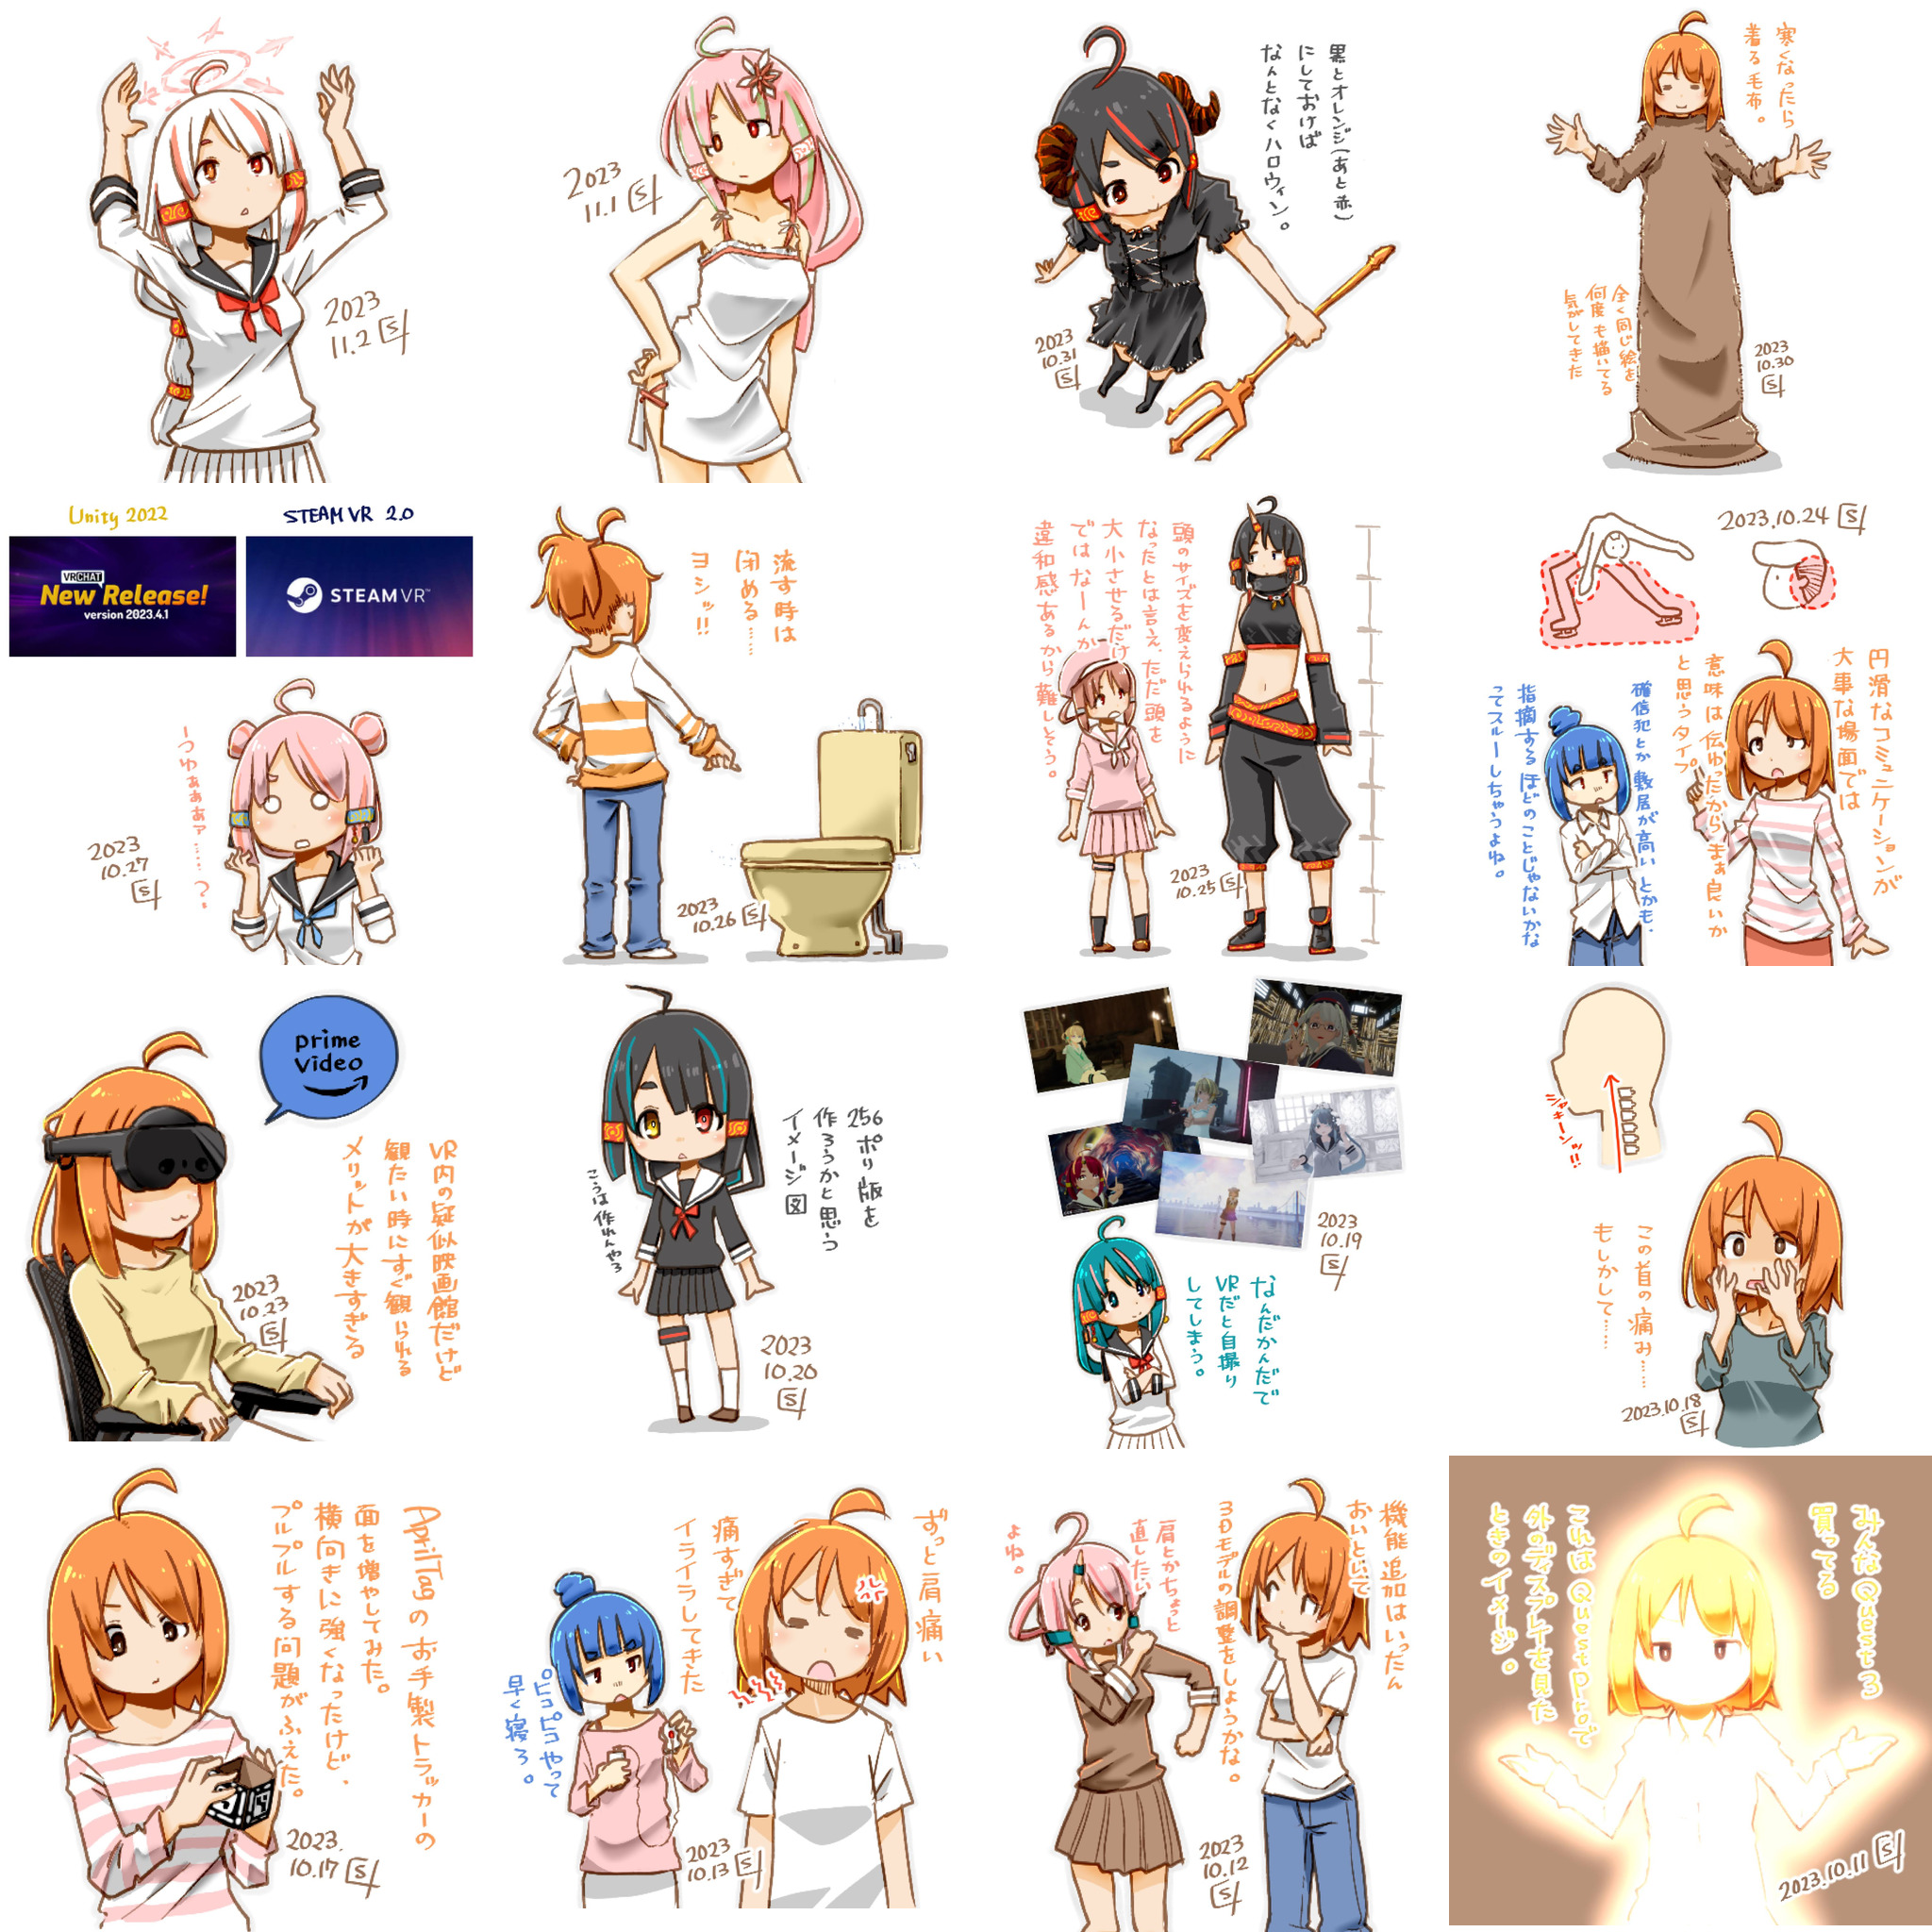 2023
11.2
2023
11.1
黒とオレンジ(あと赤)
にしておけば
なんとなくハロウィン。
2023
10.31
寒くなったら
着る毛布。
全く同じ絵を
何度も描いてる
気がしてきた
2023
10.30
Unity 2022
STEAM VR 2.0
VRCHAT
New Release!
version 2023.4.1
STEAM VR™
2023
10.27
流す時は
閉める……
ヨシッ!!
2023
10.26
頭のサイズを変えられるように
なったとは言え、ただ頭を
大小させるだけ
ではなーんか
違和感あるから難しそう。
2023
10.25
2023.10.24
円滑なコミュニケーションが
大事な場面では
意味は伝わったからまぁ良いか
と思うタイプ
確信犯とか敷居が高いとかも、
指摘するほどのことじゃないかな
ってスルーしちゃうよね。
prime
video
VR内の疑似映画館だけど
観たい時にすぐ観られる
メリットが大きすぎる
2023
10.23
256ポリ版を
作ろうかと思う
イメージ図
こうは作れんやろ
2023
10.20
2023
10.19
なんだかんだで
VRだと自撮り
してしまう。
ジャキーン!!
この首の痛み……
もしかして……
2023.10.18
AprilTagのお手製トラッカーの
面を増やしてみた。
横向きに強くなったけど、
プルプルする問題がふえた。
2023.
10.17
ずっと肩痛い
痛すぎて
イライラしてきた
ピコピコやって
早く寝ろ。
2023
10.13
機能追加はいったん
おいといて
3Dモデルの調整をしようかな。
肩とかちょっと
直したい
よね。
2023
10.12
みんなQuest3
買ってる
これはQuestProで
外のディスプレーを見た
ときのイメージ。
2023.10.11